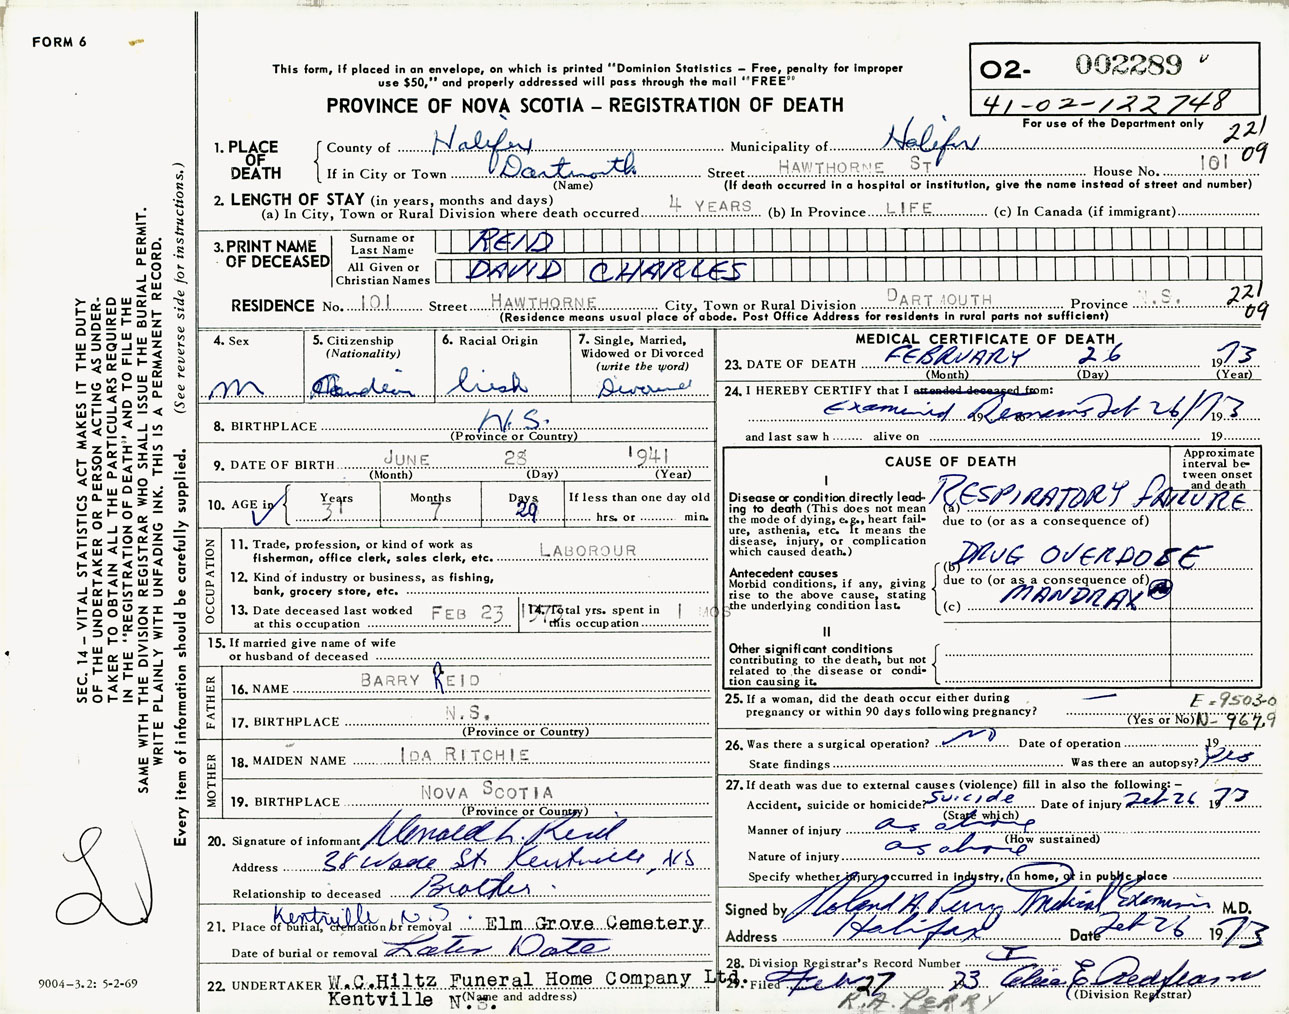 FORM 6
This form, if placed in an envelope, on which is printed "Dominion Statistics – Free, penalty for improper
use $50," and properly addressed will pass through the mail "FREE"
PROVINCE OF NOVA SCOTIA – REGISTRATION OF DEATH
O2- 002289
41-02-122748
For use of the Department only
221
09
1. PLACE OF DEATH
County of Halifax Municipality of Halifax
If in City or Town Dartmouth Street HAWTHORNE ST House No. 101
(Name) (If death occurred in a hospital or institution, give the name instead of street and number)
2. LENGTH OF STAY (in years, months and days)
(a) In City, Town or Rural Division where death occurred 4 YEARS (b) In Province LIFE (c) In Canada (if immigrant)
3. PRINT NAME OF DECEASED
Surname or Last Name REID
All Given or Christian Names DAVID CHARLES
RESIDENCE No. 101 Street HAWTHORNE City, Town or Rural Division DARTMOUTH Province N.S.
(Residence means usual place of abode. Post Office Address for residents in rural parts not sufficient)
221
09
4. Sex
M
5. Citizenship
(Nationality)
Canadian
6. Racial Origin
Irish
7. Single, Married,
Widowed or Divorced
(write the word)
Divorced
8. BIRTHPLACE N.S.
(Province or Country)
9. DATE OF BIRTH JUNE 28 1941
(Month) (Day) (Year)
10. AGE in Years Months Days If less than one day old
31 7 29 hrs. or min.
OCCUPATION
11. Trade, profession, or kind of work as
fisherman, office clerk, sales clerk, etc. LABOROUR
12. Kind of industry or business, as fishing,
bank, grocery store, etc.
13. Date deceased last worked
at this occupation FEB 23 1973
14. Total yrs. spent in
this occupation 1 MOS
15. If married give name of wife
or husband of deceased
FATHER
16. NAME BARRY REID
17. BIRTHPLACE N.S.
(Province or Country)
MOTHER
18. MAIDEN NAME IDA RITCHIE
19. BIRTHPLACE NOVA SCOTIA
(Province or Country)
20. Signature of informant Donald L. Reid
Address 38 Wade St. Kentville, NS
Relationship to deceased Brother.
Kentville, N.S.
21. Place of burial, cremation or removal Elm Grove Cemetery
Date of burial or removal Later Date
22. UNDERTAKER W.C.Hiltz Funeral Home Company Ltd.
Kentville N.S.
(Name and address)
MEDICAL CERTIFICATE OF DEATH
23. DATE OF DEATH FEBRUARY 26 1973
(Month) (Day) (Year)
24. I HEREBY CERTIFY that I attended deceased from:
Examined Remains Feb 26/73 19 19
and last saw h alive on 19
CAUSE OF DEATH
Approximate interval between onset and death
I
Disease or condition directly leading to death (This does not mean the mode of dying, e.g., heart failure, asthenia, etc. It means the disease, injury, or complication which caused death.)
(a) RESPIRATORY FAILURE
due to (or as a consequence of)
Antecedent causes
Morbid conditions, if any, giving rise to the above cause, stating the underlying condition last.
(b) DRUG OVERDOSE
due to (or as a consequence of)
(c) MANDRAX
II
Other significant conditions
contributing to the death, but not related to the disease or condition causing it.
25. If a woman, did the death occur either during
pregnancy or within 90 days following pregnancy? —
(Yes or No)
E-9503-0
N-967.9
26. Was there a surgical operation? No Date of operation 19
State findings Was there an autopsy? Yes
27. If death was due to external causes (violence) fill in also the following:–
Accident, suicide or homicide? Suicide Date of injury Feb 26 1973
(State which)
Manner of injury as above
(How sustained)
Nature of injury as above
Specify whether injury occurred in industry, in home, or in public place
Signed by Roland A. Perry Medical Examiner M.D.
Address Halifax Date Feb 26 1973
28. Division Registrar's Record Number
29. Filed Feb 27 73
(Division Registrar)
R.A. PERRY
SEC. 14 – VITAL STATISTICS ACT MAKES IT THE DUTY
OF THE UNDERTAKER OR PERSON ACTING AS UNDER-
TAKER TO OBTAIN ALL THE PARTICULARS REQUIRED
IN THE "REGISTRATION OF DEATH" AND TO FILE THE
SAME WITH THE DIVISION REGISTRAR WHO SHALL ISSUE THE BURIAL PERMIT.
WRITE PLAINLY WITH UNFADING INK. THIS IS A PERMANENT RECORD.
Every item of information should be carefully supplied. (See reverse side for instructions.)
9004-3.2: 5-2-69